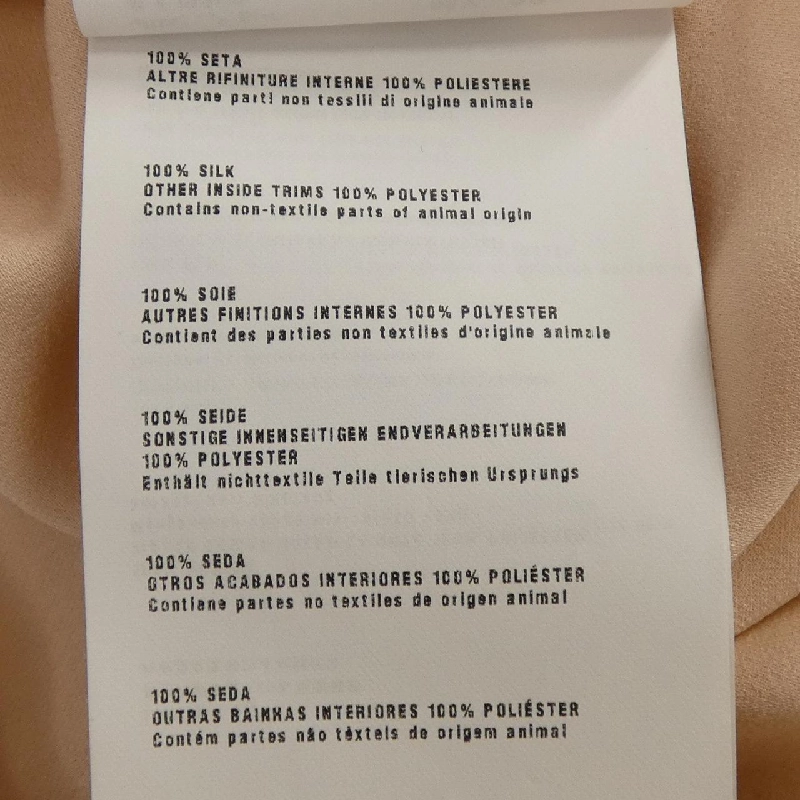 100% SETA
ALTRE RIFINITURE INTERNE 100% POLIESTERE
Contiene parti non tessili di origine animale
100% SILK
OTHER INSIDE TRIMS 100% POLYESTER
Contains non-textile parts of animal origin
100% SOIE
AUTRES FINITIONS INTERNES 100% POLYESTER
Contient des parties non textiles d'origine animale
100% SEIDE
SONSTIGE INNENSEITIGEN ENDVERARBEITUNGEN
100% POLYESTER
Enthält nichttextile Teile tierischen Ursprungs
100% SEDA
OTROS ACABADOS INTERIORES 100% POLIÉSTER
Contiene partes no textiles de origen animal
100% SEDA
OUTRAS BAINHAS INTERIORES 100% POLIÉSTER
Contém partes não têxteis de origem animal